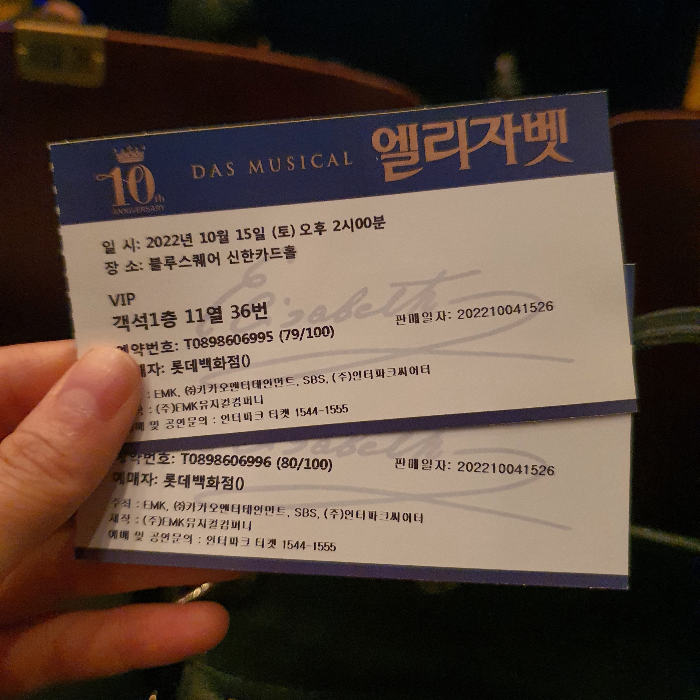 10th
ANNIVERSARY
DAS MUSICAL 엘리자벳
일 시: 2022년 10월 15일 (토) 오후 2시00분
장 소: 블루스퀘어 신한카드홀
Elisabeth
VIP
객석1층 11열 36번
판매일자: 202210041526
예약번호: T0898606995 (79/100)
매자: 롯데백화점()
: EMK, ㈜카카오엔터테인먼트, SBS, (주)인터파크씨어터
: (주)EMK뮤지컬컴퍼니
매 및 공연문의 : 인터파크 티켓 1544-1555
약번호: T0898606996 (80/100)
판매일자: 202210041526
예매자: 롯데백화점()
주최 : EMK, ㈜카카오엔터테인먼트, SBS, (주)인터파크씨어터
제작 : (주)EMK뮤지컬컴퍼니
예매 및 공연문의 : 인터파크 티켓 1544-1555